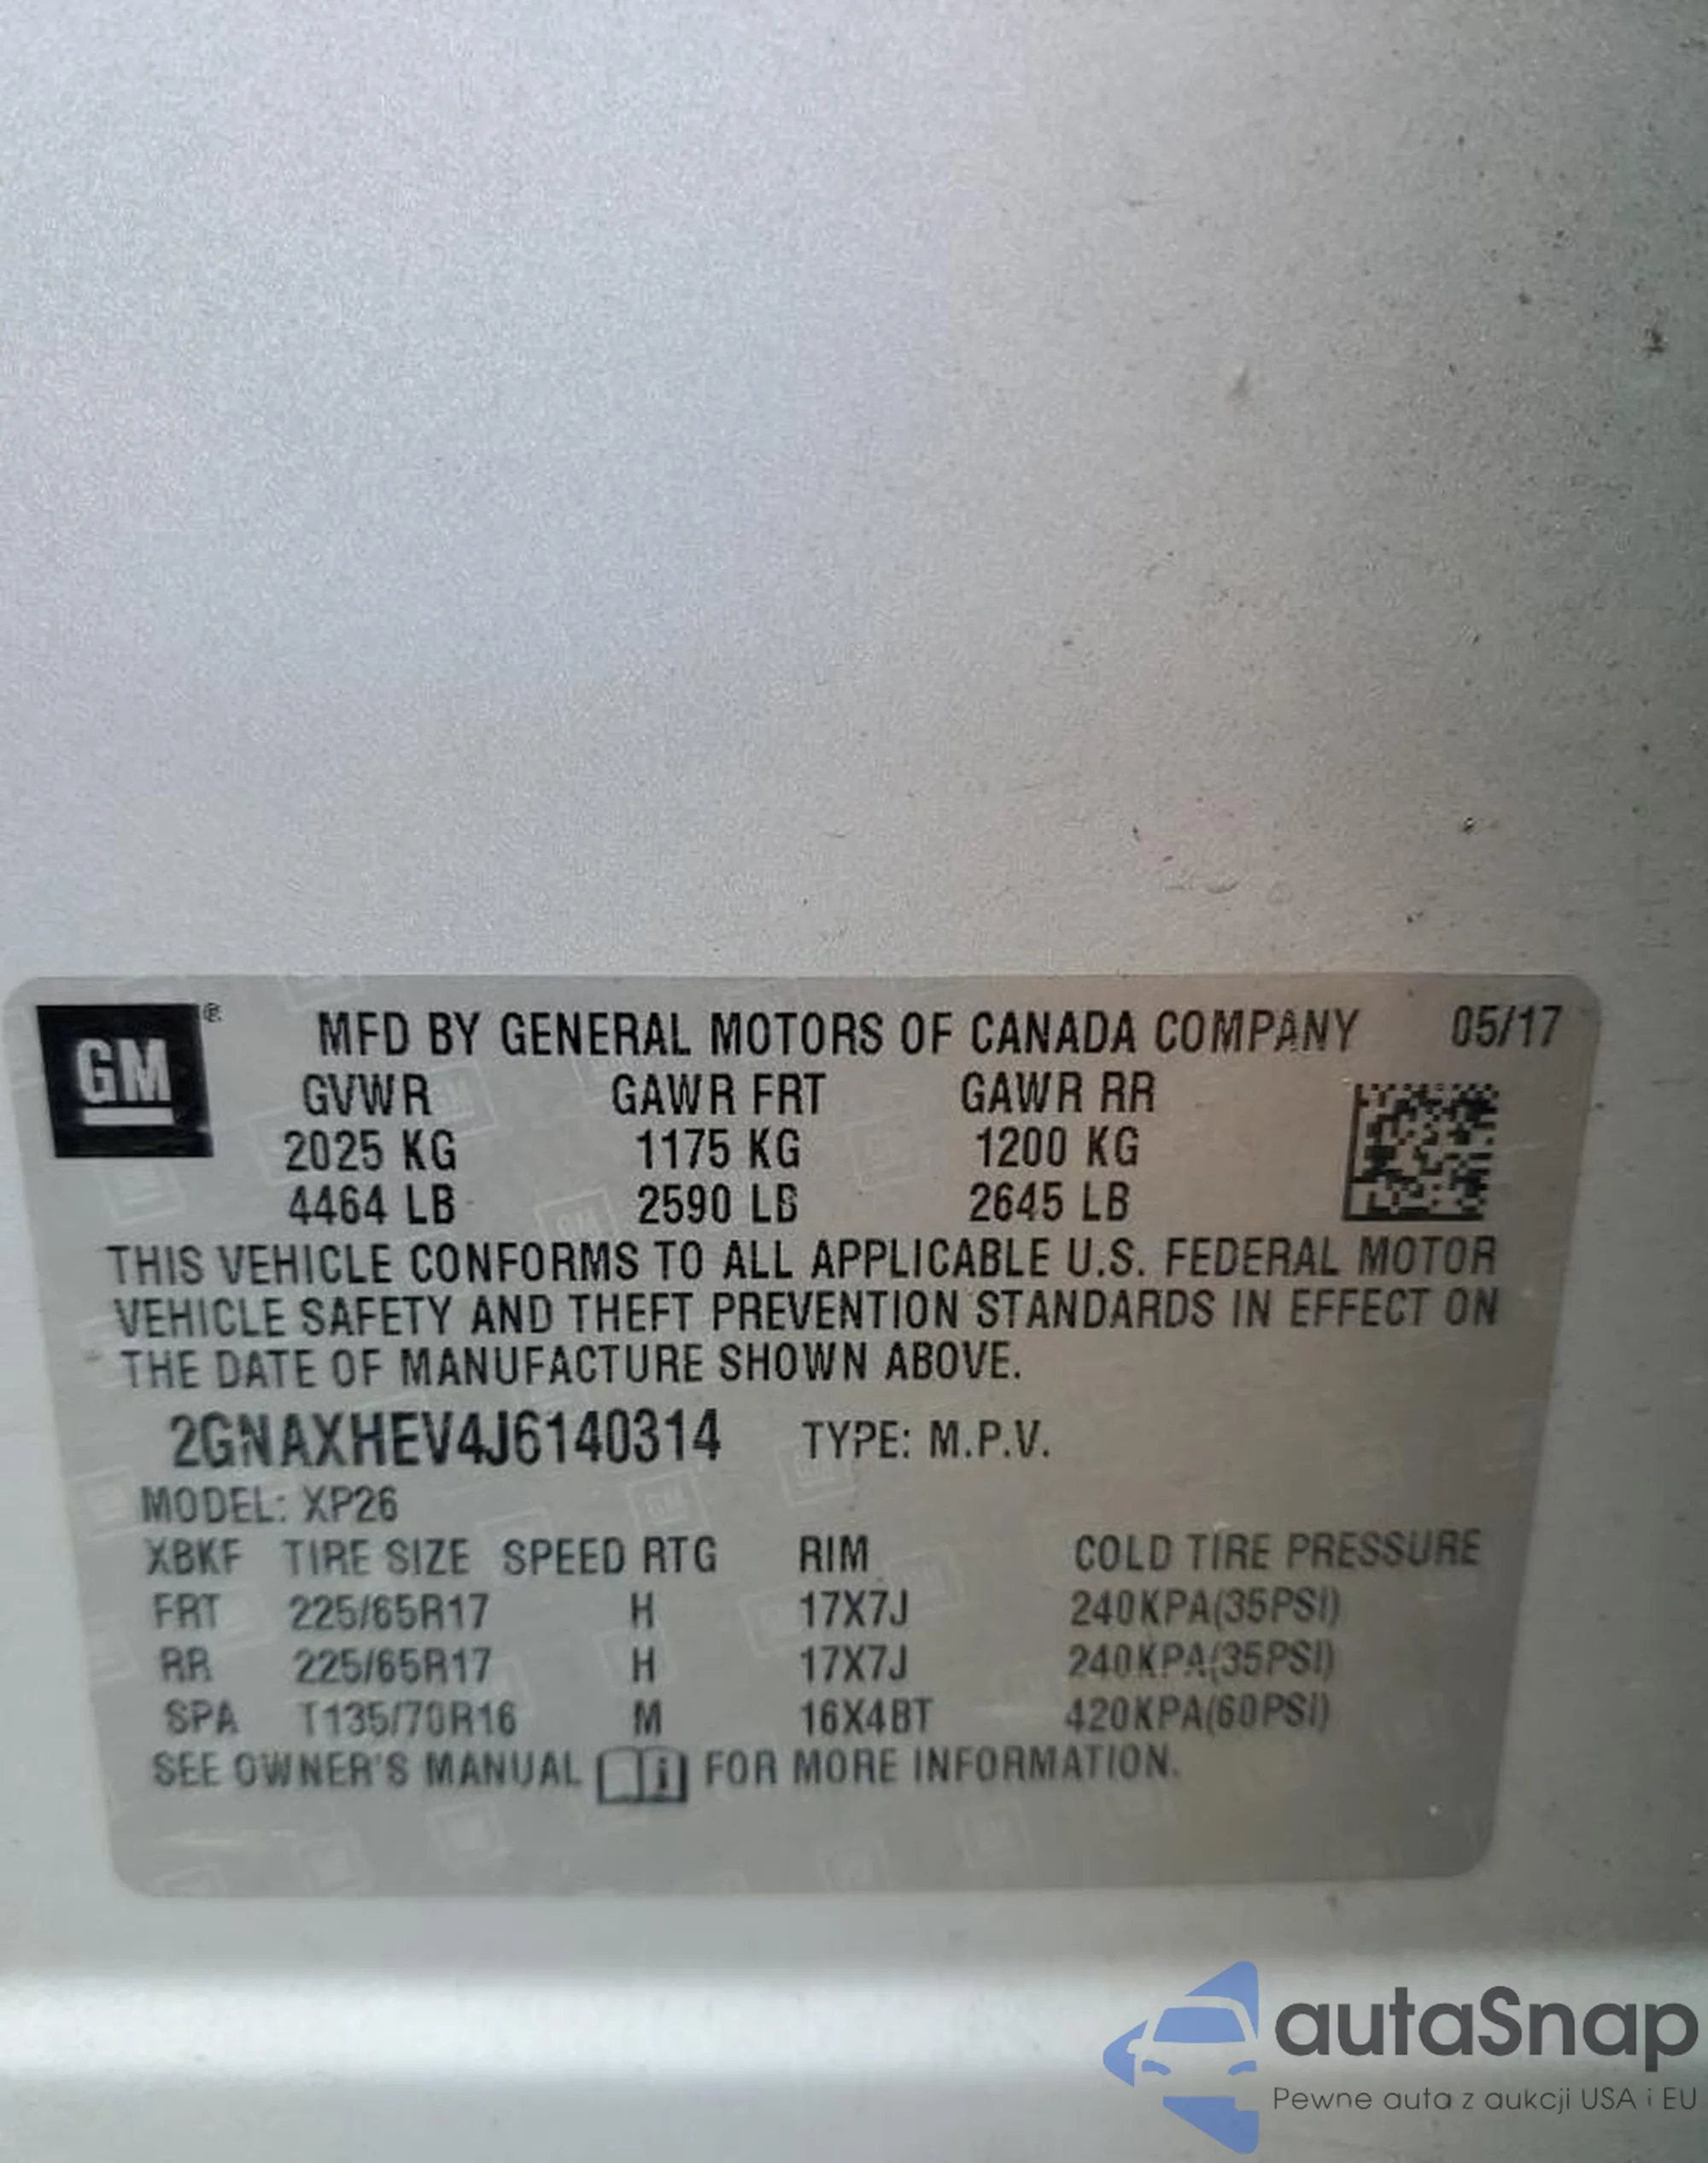 GM®
MFD BY GENERAL MOTORS OF CANADA COMPANY 05/17
GVWR GAWR FRT GAWR RR
2025 KG 1175 KG 1200 KG
4464 LB 2590 LB 2645 LB
THIS VEHICLE CONFORMS TO ALL APPLICABLE U.S. FEDERAL MOTOR
VEHICLE SAFETY AND THEFT PREVENTION STANDARDS IN EFFECT ON
THE DATE OF MANUFACTURE SHOWN ABOVE.
2GNAXHEV4J6140314 TYPE: M.P.V.
MODEL: XP26
XBKF TIRE SIZE SPEED RTG RIM COLD TIRE PRESSURE
FRT 225/65R17 H 17X7J 240KPA(35PSI)
RR 225/65R17 H 17X7J 240KPA(35PSI)
SPA T135/70R16 M 16X4BT 420KPA(60PSI)
SEE OWNER'S MANUAL i FOR MORE INFORMATION.
autaSnap
Pewne auta z aukcji USA i EU